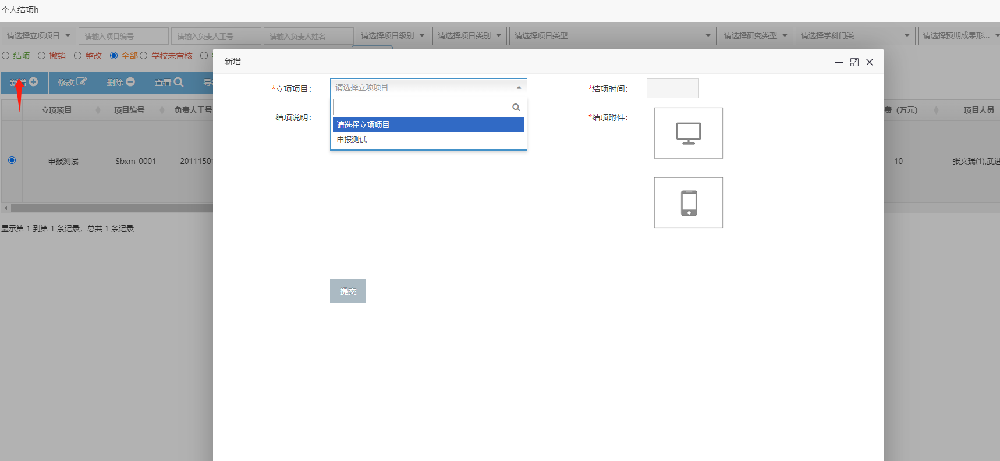 个人结项h
请选择立项项目 请输入项目编号 请输入负责人工号 请输入负责人姓名 请选择项目级别 请选择项目类别 请选择项目类型 请选择研究类型 请选择学科门类 请选择预期成果形...
结项 撤销 整改 全部 学校未审核
新增
新增 修改 删除 查看
*立项项目： 请选择立项项目 *结项时间：
立项项目 项目编号 负责人工号 费（万元） 项目人员
结项说明： *结项附件：
请选择立项项目
申报测试
申报测试 Sbxm-0001 20111501 10 张文瑞(1),武进
显示第 1 到第 1 条记录，总共 1 条记录
提交